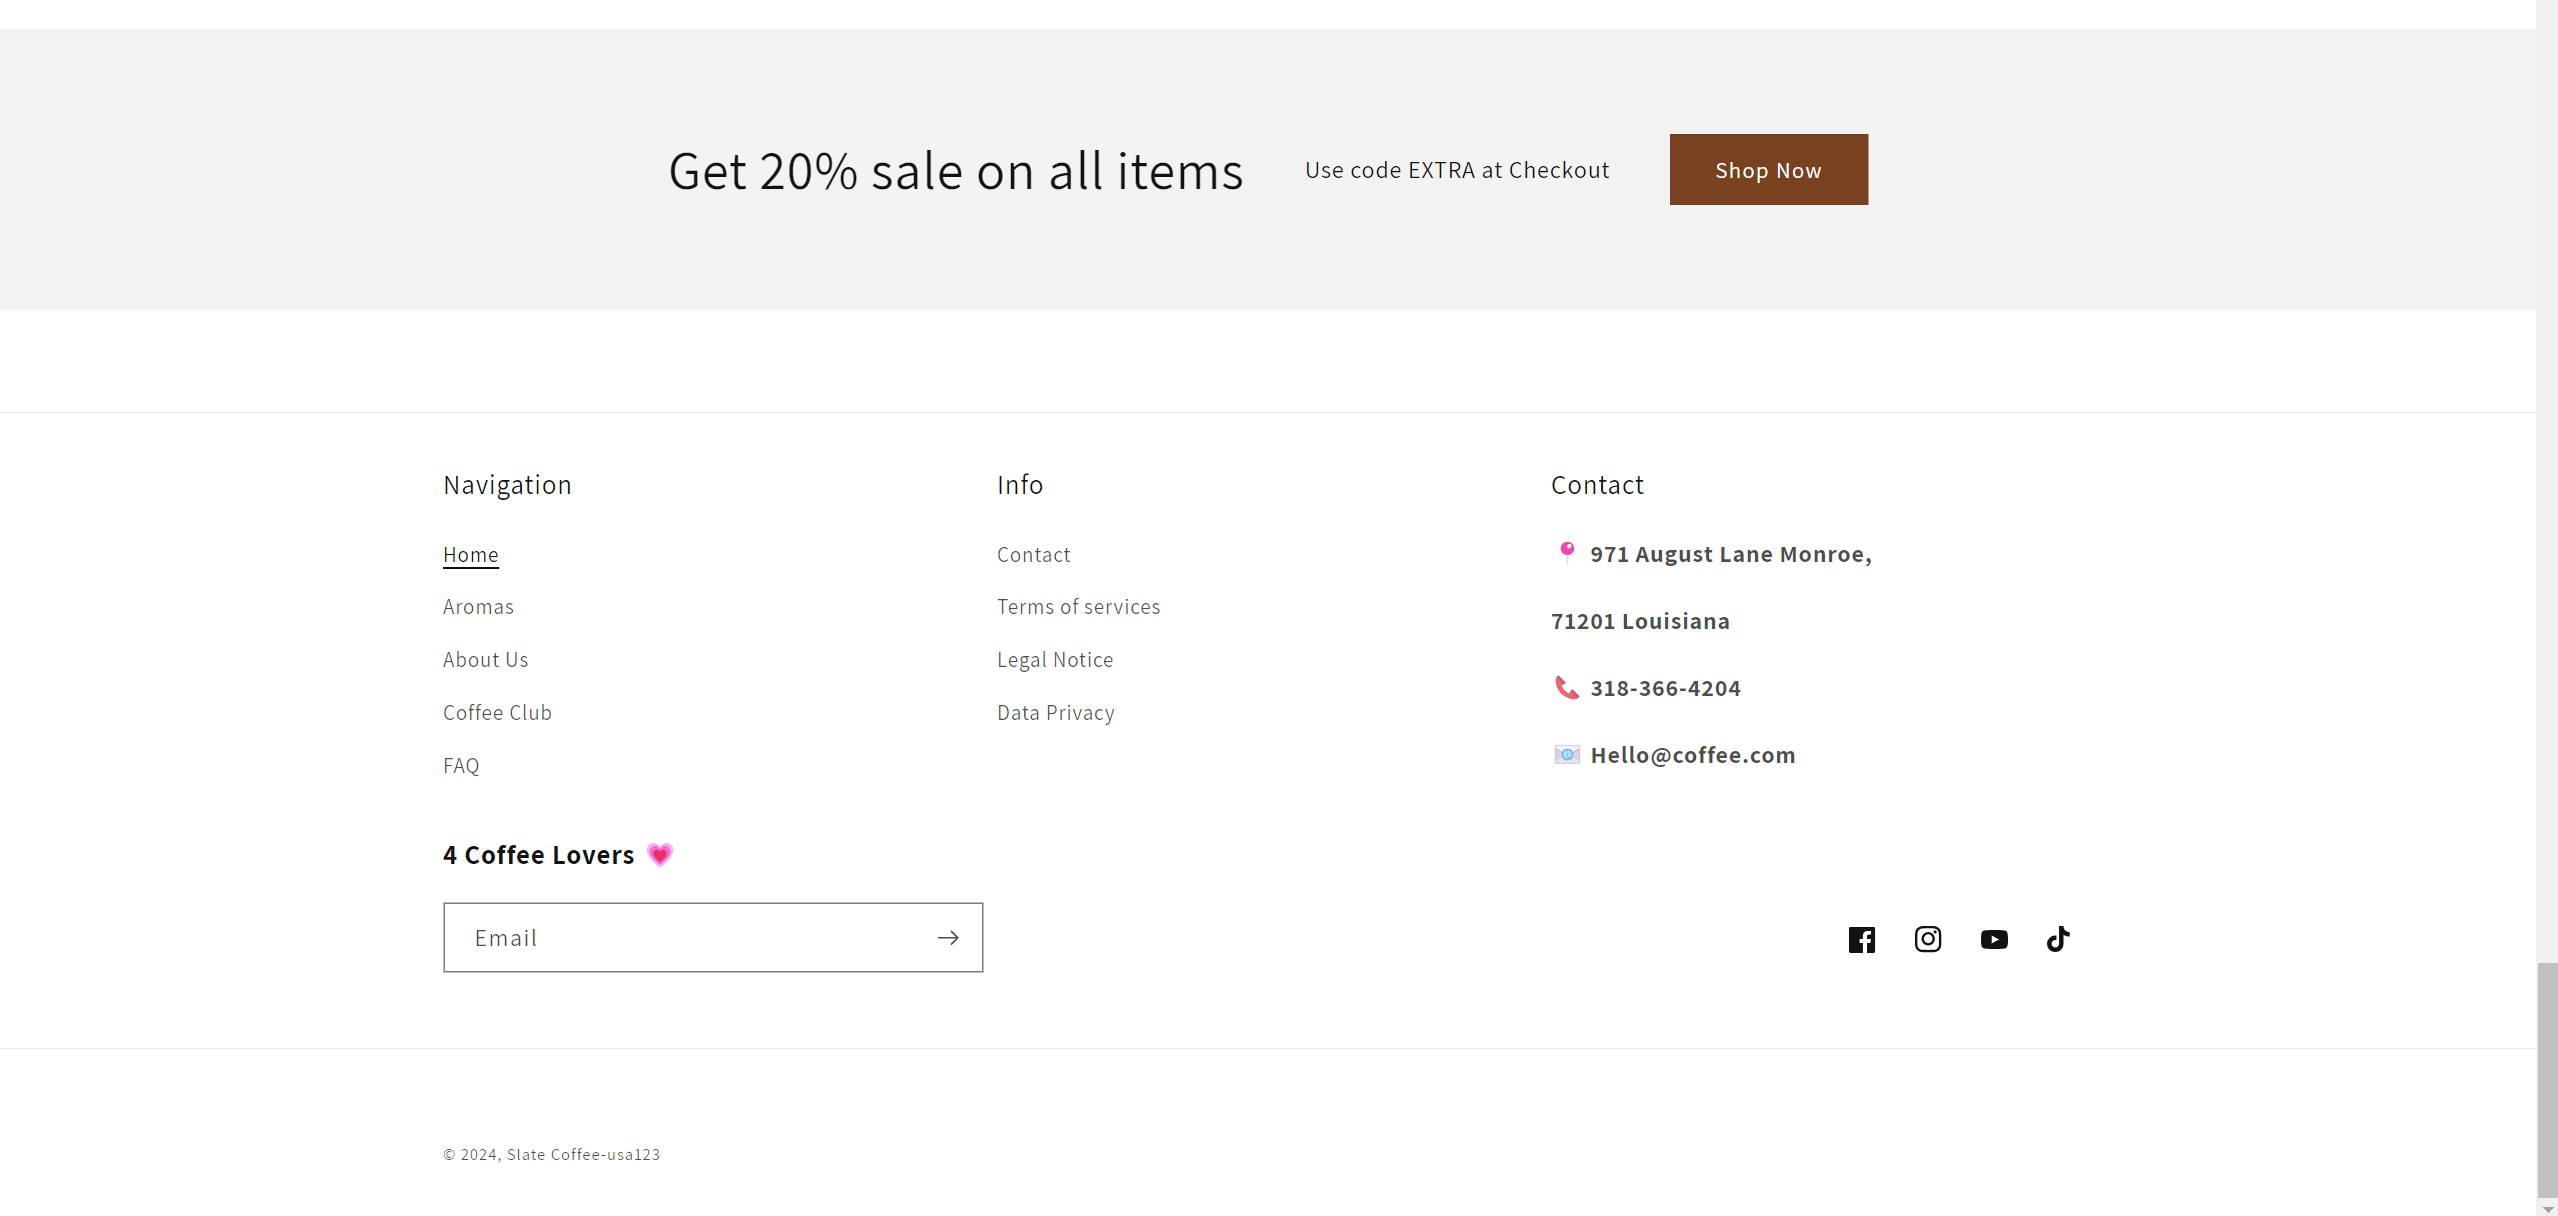 Get 20% sale on all items
Use code EXTRA at Checkout
Shop Now
Navigation
Home
Aromas
About Us
Coffee Club
FAQ
Info
Contact
Terms of services
Legal Notice
Data Privacy
Contact
971 August Lane Monroe,
71201 Louisiana
318-366-4204
Hello@coffee.com
4 Coffee Lovers
Email
© 2024, Slate Coffee-usa123